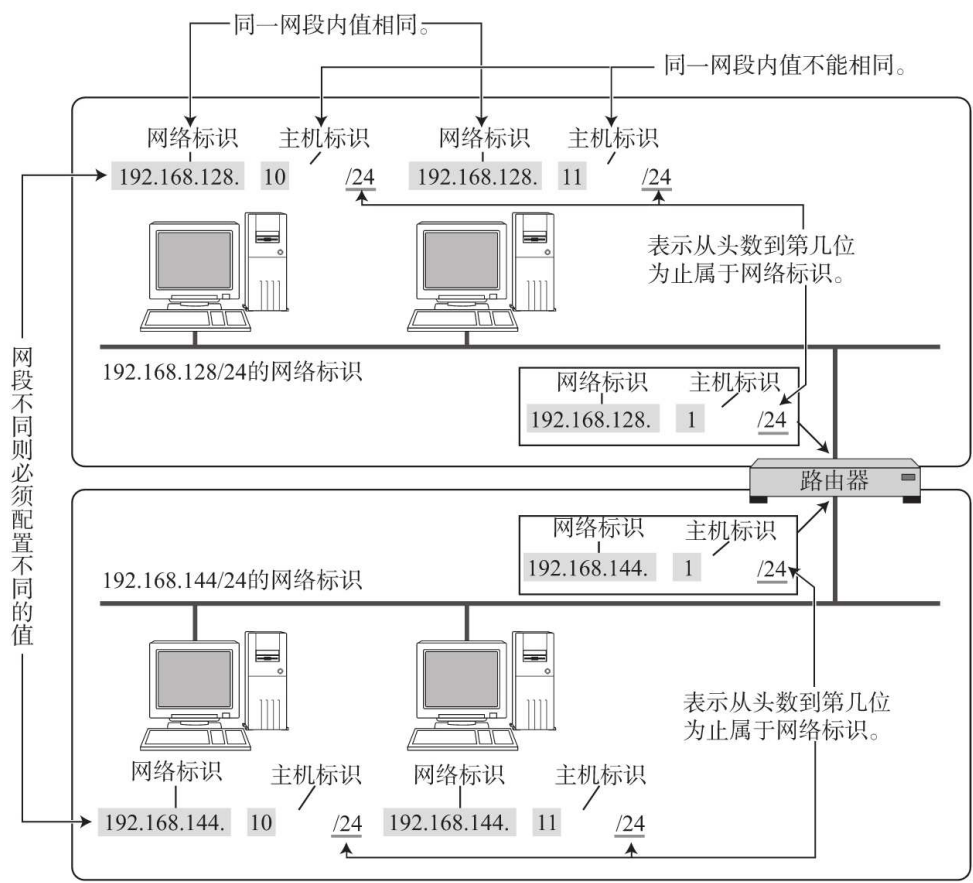 同一网段内值相同。
同一网段内值不能相同。
网络标识 主机标识 网络标识 主机标识
192.168.128. 10 /24 192.168.128. 11 /24
表示从头数到第几位
为止属于网络标识。
192.168.128/24的网络标识
网络标识 主机标识
192.168.128. 1 /24
网段不同则必须配置不同的值
路由器
网络标识 主机标识
192.168.144. 1 /24
192.168.144/24的网络标识
表示从头数到第几位
为止属于网络标识。
网络标识 主机标识 网络标识 主机标识
192.168.144. 10 /24 192.168.144. 11 /24